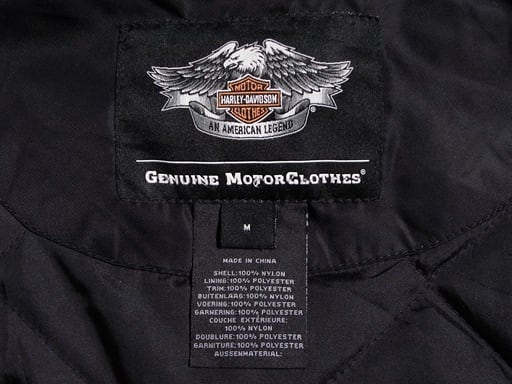 MOTOR
HARLEY-DAVIDSON
CLOTHES
®
AN AMERICAN LEGEND
GENUINE MOTORCLOTHES®
M
MADE IN CHINA
SHELL:100% NYLON
LINING:100% POLYESTER
TRIM:100% POLYESTER
BUITENLAAG:100% NYLON
VOERING:100% POLYESTER
GARNERING:100% POLYESTER
COUCHE EXTÉRIEURE:
100% NYLON
DOUBLURE:100% POLYESTER
GARNITURE:100% POLYESTER
AUSSENMATERIAL: